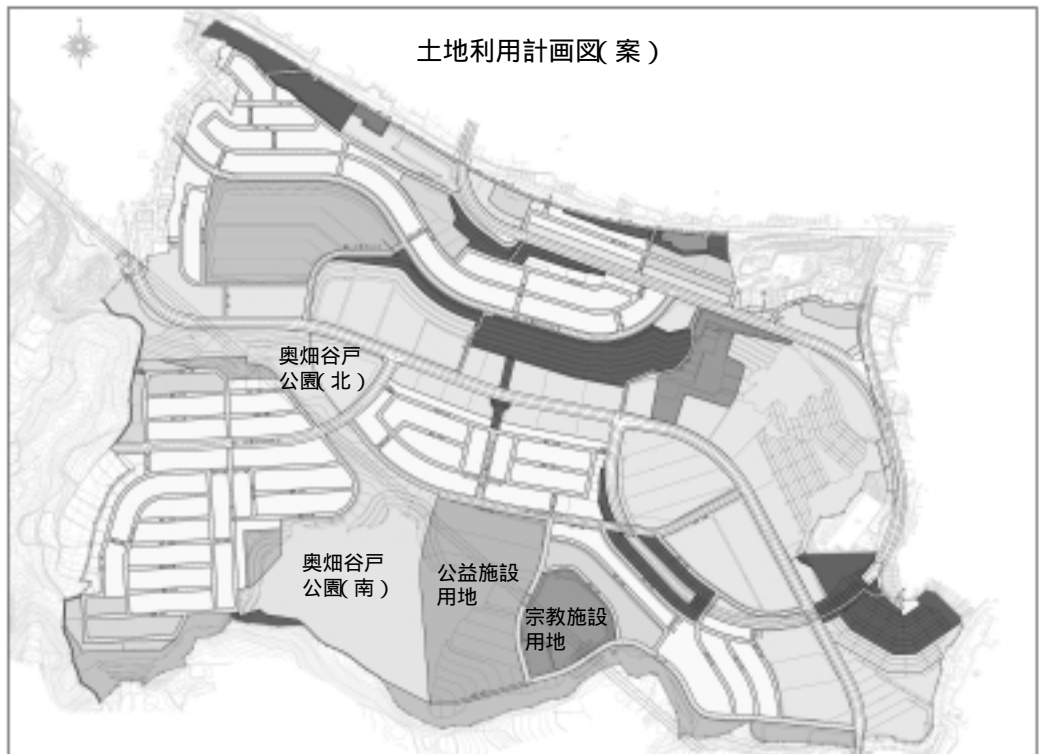 土地利用計画図(案)
奥畑谷戸
公園(北)
奥畑谷戸
公園(南)
公益施設
用地
宗教施設
用地